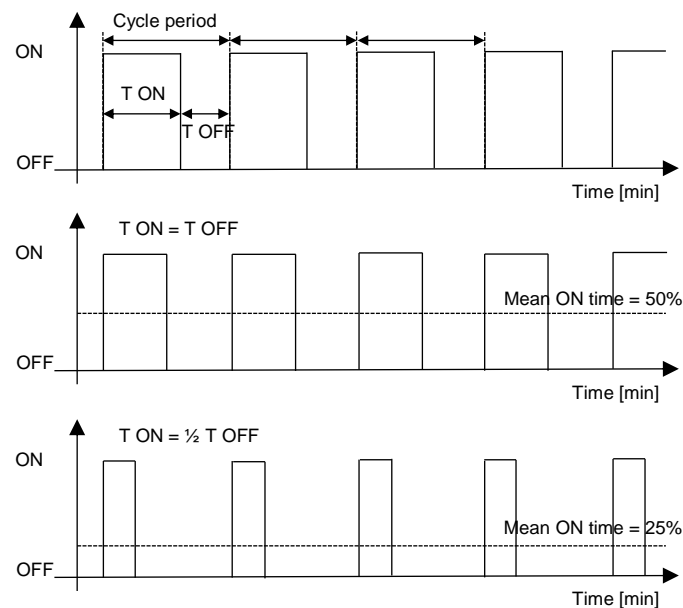 Cycle period
ON
T ON
T OFF
OFF
Time [min]
T ON = T OFF
ON
Mean ON time = 50%
OFF
Time [min]
T ON = ½ T OFF
ON
Mean ON time = 25%
OFF
Time [min]